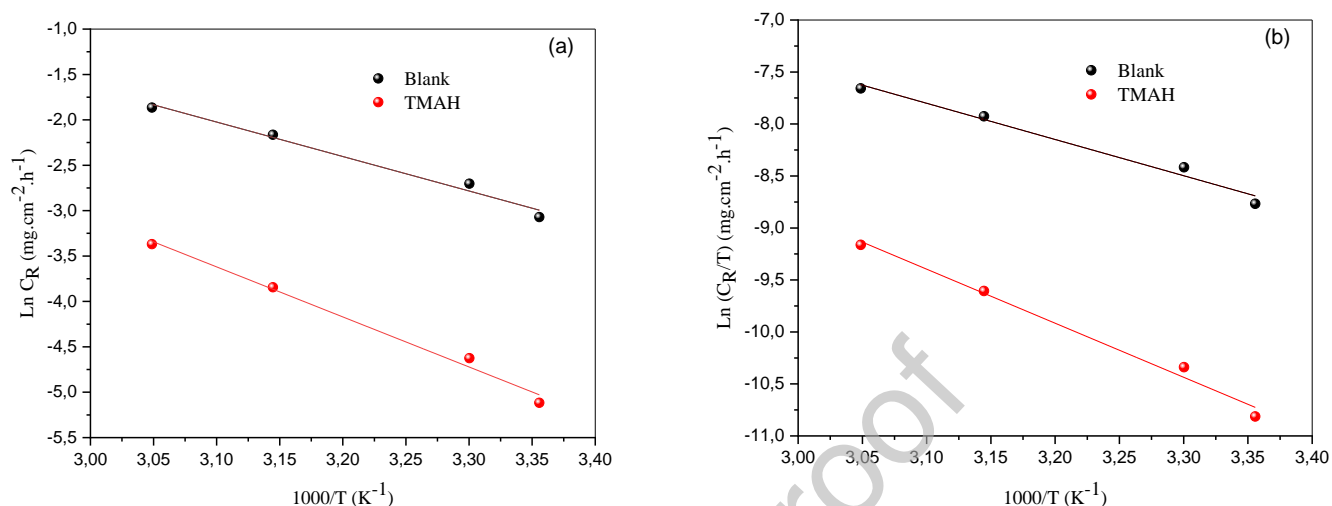 (a)
Blank
TMAH
-1,0
-1,5
-2,0
-2,5
-3,0
-3,5
-4,0
-4,5
-5,0
-5,5
Ln C_R (mg.cm^-2.h^-1)
3,00 3,05 3,10 3,15 3,20 3,25 3,30 3,35 3,40
1000/T (K^-1)
(b)
Blank
TMAH
-7,0
-7,5
-8,0
-8,5
-9,0
-9,5
-10,0
-10,5
-11,0
Ln (C_R/T) (mg.cm^-2.h^-1)
3,00 3,05 3,10 3,15 3,20 3,25 3,30 3,35 3,40
1000/T (K^-1)
roof